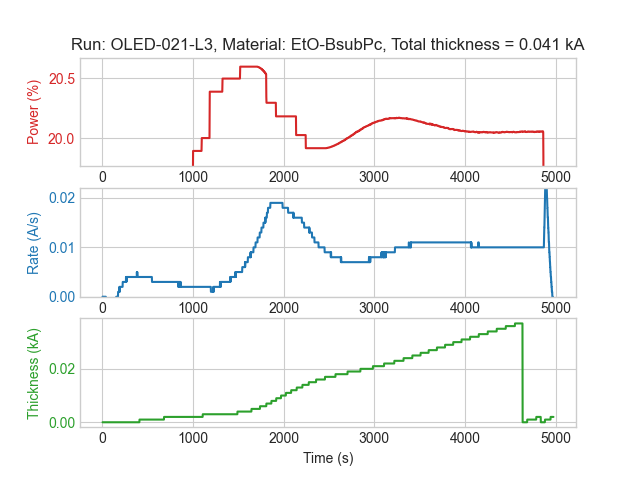 Run: OLED-021-L3, Material: EtO-BsubPc, Total thickness = 0.041 kA
Power (%)
20.5
20.0
0 1000 2000 3000 4000 5000
Rate (A/s)
0.02
0.01
0.00
0 1000 2000 3000 4000 5000
Thickness (kA)
0.02
0.00
0 1000 2000 3000 4000 5000
Time (s)